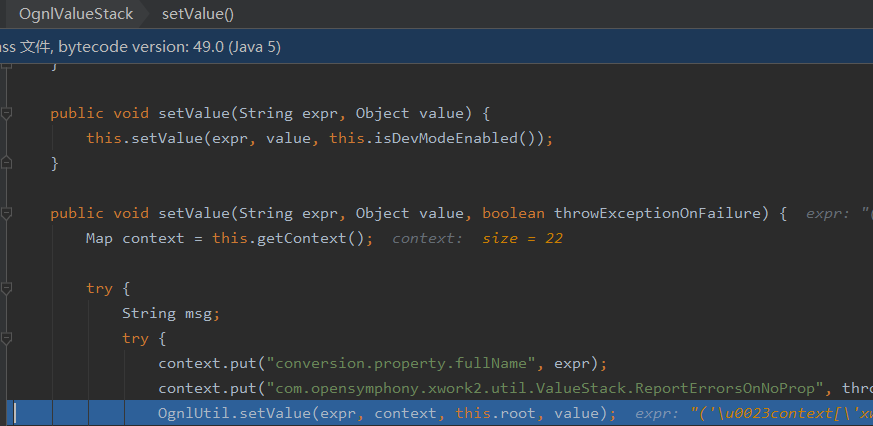 OgnlValueStack setValue()
ass 文件, bytecode version: 49.0 (Java 5)
}
public void setValue(String expr, Object value) {
this.setValue(expr, value, this.isDevModeEnabled());
}
public void setValue(String expr, Object value, boolean throwExceptionOnFailure) { expr: "(
Map context = this.getContext(); context: size = 22
try {
String msg;
try {
context.put("conversion.property.fullName", expr);
context.put("com.opensymphony.xwork2.util.ValueStack.ReportErrorsOnNoProp", thro
OgnlUtil.setValue(expr, context, this.root, value); expr: "('\u0023context[\'xw